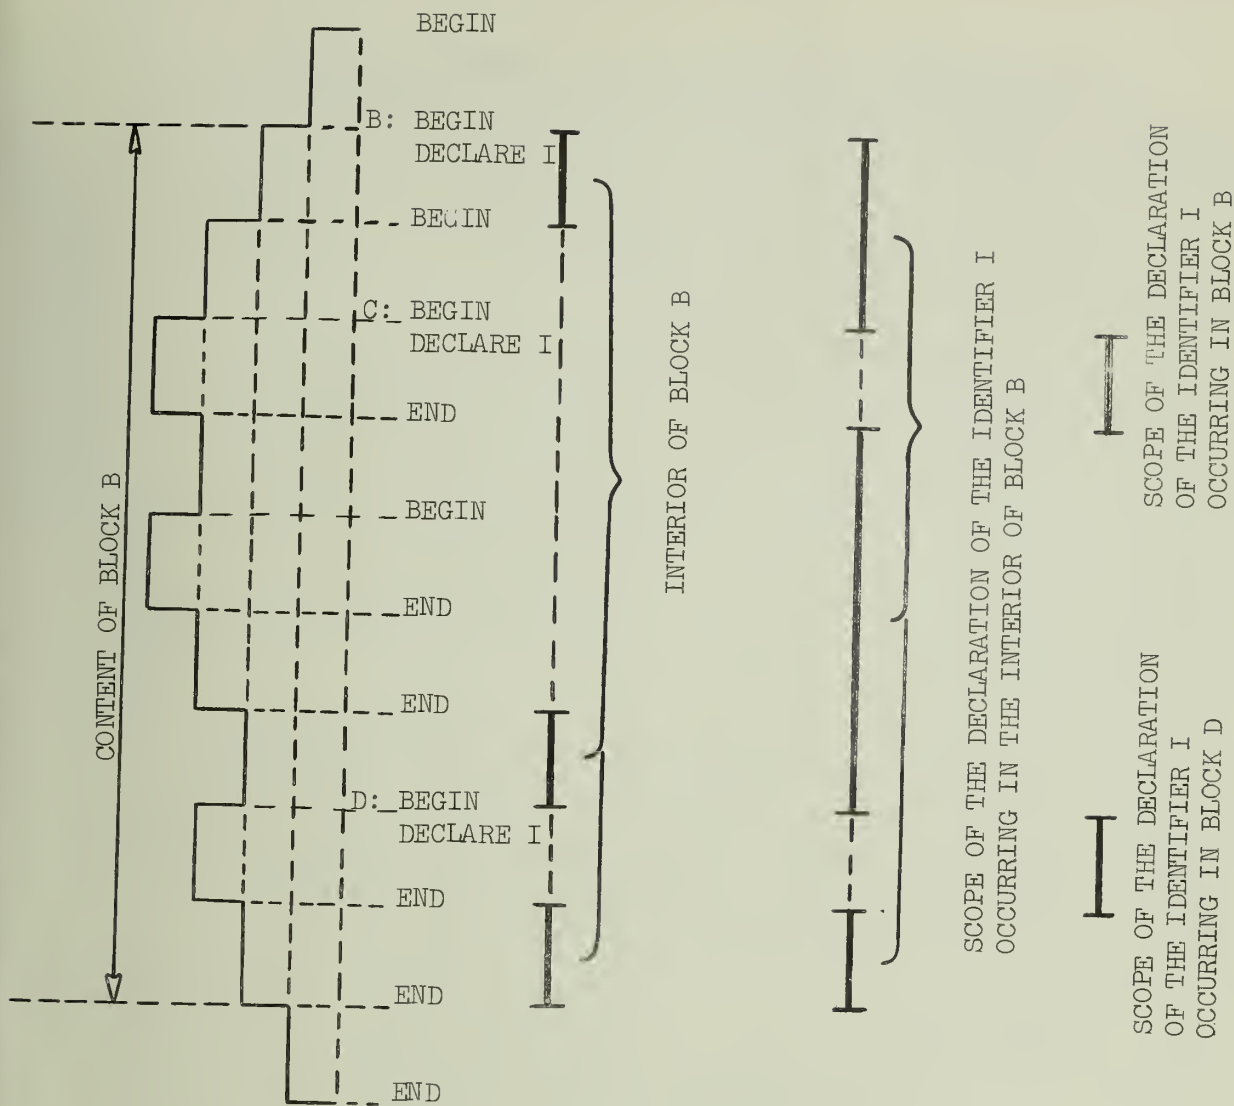 BEGIN
B: BEGIN
DECLARE I
BEGIN
C: BEGIN
DECLARE I
END
BEGIN
END
END
D: BEGIN
DECLARE I
END
END
END
CONTENT OF BLOCK B
INTERIOR OF BLOCK B
SCOPE OF THE DECLARATION OF THE IDENTIFIER I
OCCURRING IN THE INTERIOR OF BLOCK B
SCOPE OF THE DECLARATION
OF THE IDENTIFIER I
OCCURRING IN BLOCK B
SCOPE OF THE DECLARATION
OF THE IDENTIFIER I
OCCURRING IN BLOCK D